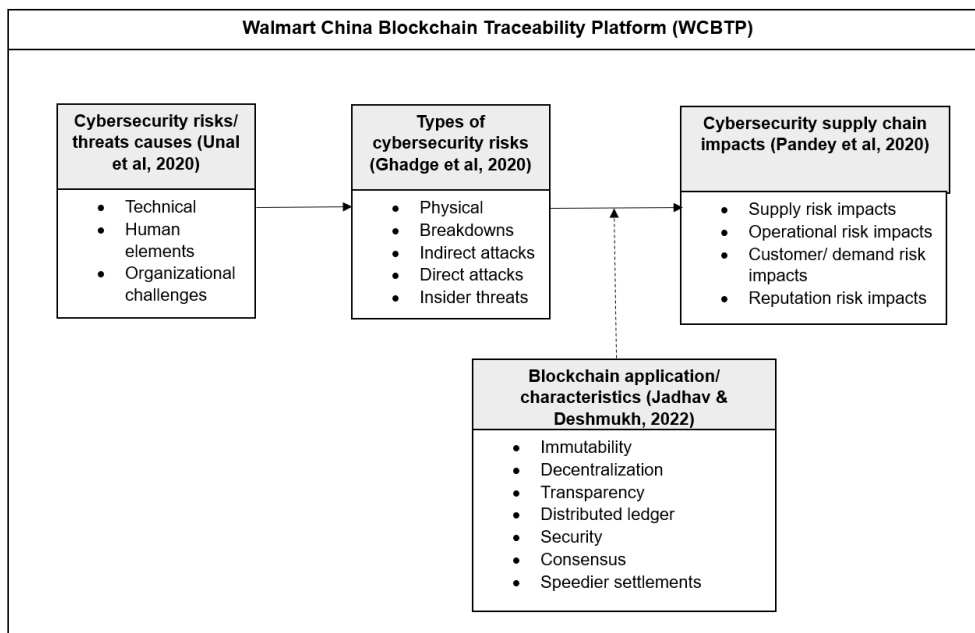 Walmart China Blockchain Traceability Platform (WCBTP)
Cybersecurity risks/
threats causes (Unal
et al, 2020)
• Technical
• Human
elements
• Organizational
challenges
Types of
cybersecurity risks
(Ghadge et al, 2020)
• Physical
• Breakdowns
• Indirect attacks
• Direct attacks
• Insider threats
Cybersecurity supply chain
impacts (Pandey et al, 2020)
• Supply risk impacts
• Operational risk impacts
• Customer/ demand risk
impacts
• Reputation risk impacts
Blockchain application/
characteristics (Jadhav &
Deshmukh, 2022)
• Immutability
• Decentralization
• Transparency
• Distributed ledger
• Security
• Consensus
• Speedier settlements